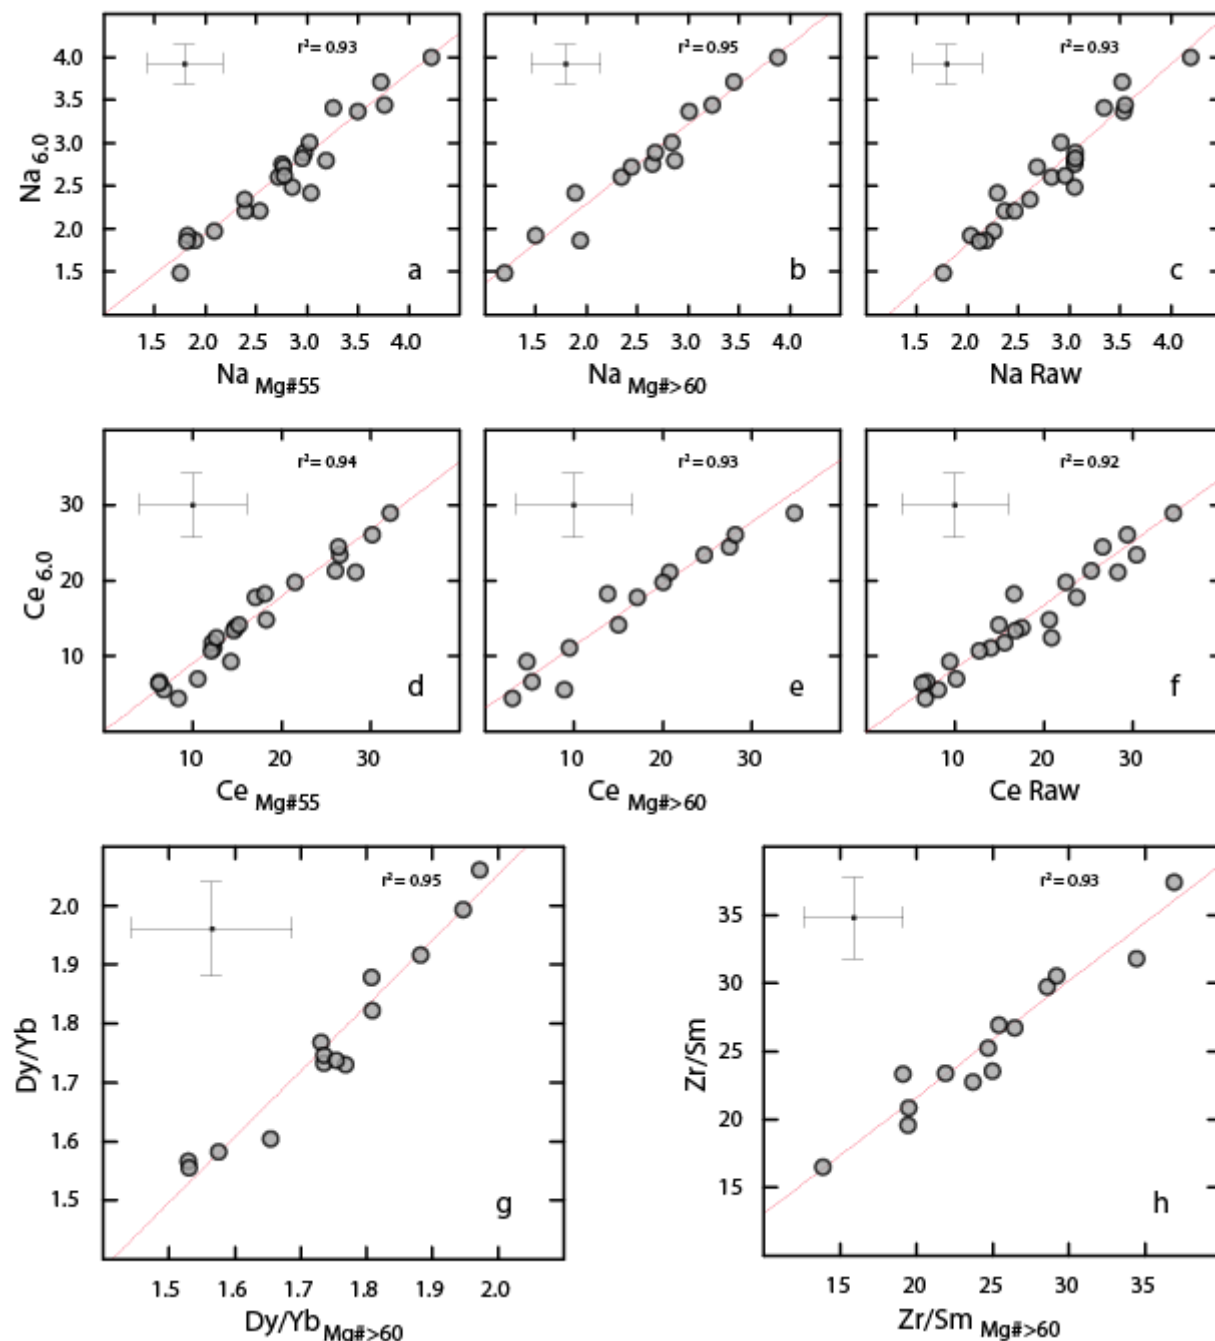 r² = 0.93
4.0
3.5
3.0
2.5
2.0
1.5
Na 6.0
a
1.5 2.0 2.5 3.0 3.5 4.0
Na Mg#55
r² = 0.95
b
1.5 2.0 2.5 3.0 3.5 4.0
Na Mg#>60
r² = 0.93
c
1.5 2.0 2.5 3.0 3.5 4.0
Na Raw
r² = 0.94
30
20
10
Ce 6.0
d
10 20 30
Ce Mg#55
r² = 0.93
e
10 20 30
Ce Mg#>60
r² = 0.92
f
10 20 30
Ce Raw
r² = 0.95
2.0
1.9
1.8
1.7
1.6
1.5
Dy/Yb
g
1.5 1.6 1.7 1.8 1.9 2.0
Dy/Yb Mg#>60
r² = 0.93
35
30
25
20
15
Zr/Sm
h
15 20 25 30 35
Zr/Sm Mg#>60